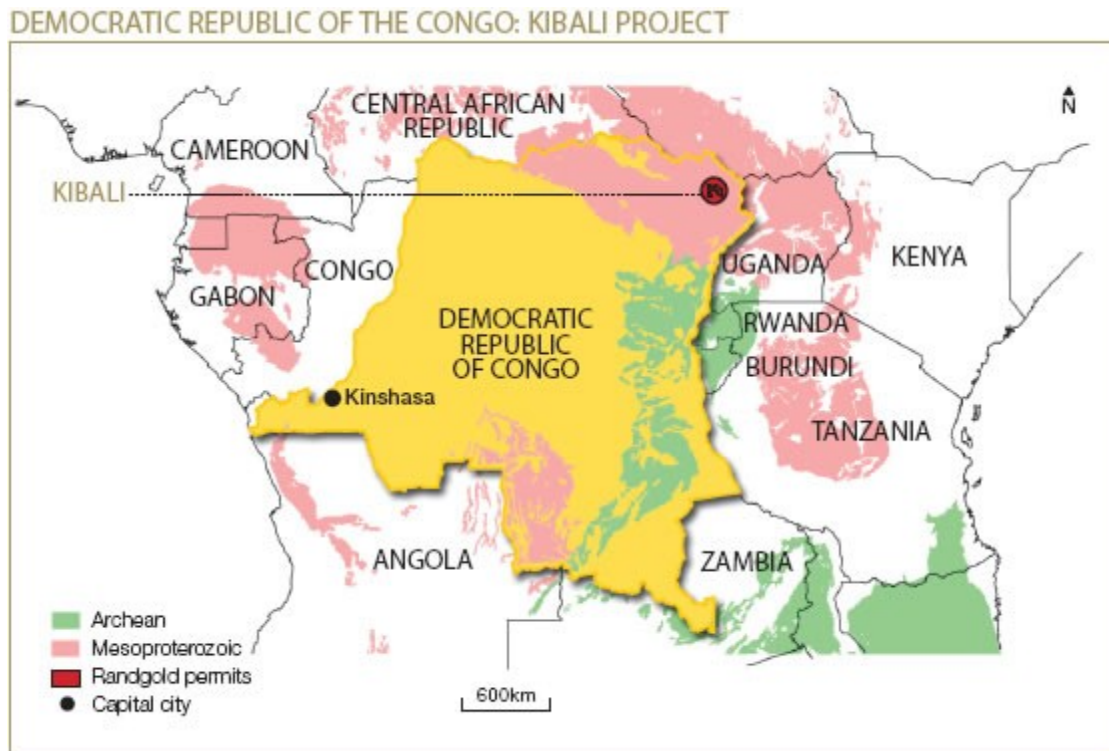 DEMOCRATIC REPUBLIC OF THE CONGO: KIBALI PROJECT
N
CENTRAL AFRICAN
REPUBLIC
CAMEROON
KIBALI
UGANDA
KENYA
CONGO
GABON
DEMOCRATIC
REPUBLIC
OF CONGO
RWANDA
BURUNDI
Kinshasa
TANZANIA
ANGOLA
ZAMBIA
Archean
Mesoproterozoic
Randgold permits
Capital city
600km